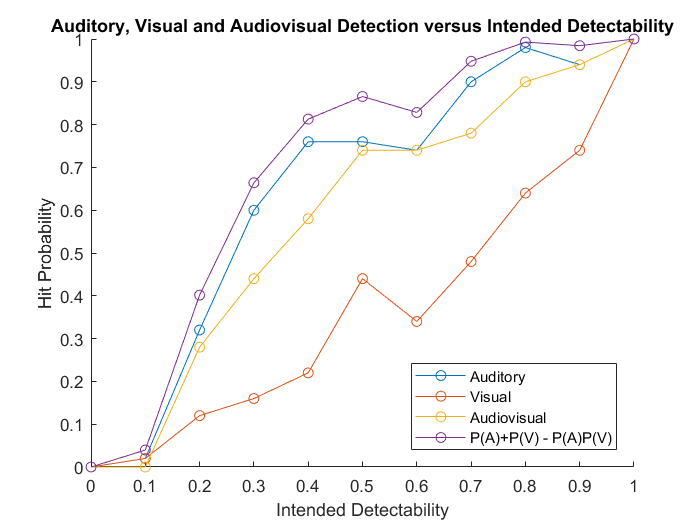 Auditory, Visual and Audiovisual Detection versus Intended Detectability
1
0.9
0.8
0.7
0.6
0.5
0.4
0.3
0.2
0.1
0
Hit Probability
Auditory
Visual
Audiovisual
P(A)+P(V) - P(A)P(V)
0 0.1 0.2 0.3 0.4 0.5 0.6 0.7 0.8 0.9 1
Intended Detectability